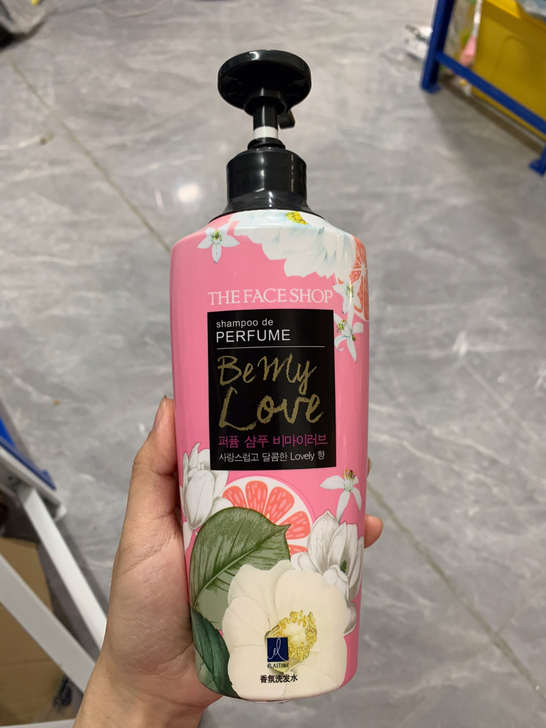 THE FACE SHOP
shampoo de
PERFUME
Be My
Love
퍼퓸 샴푸 비마이러브
사랑스럽고 달콤한 Lovely 향
el
ELASTINE
香氛洗发水